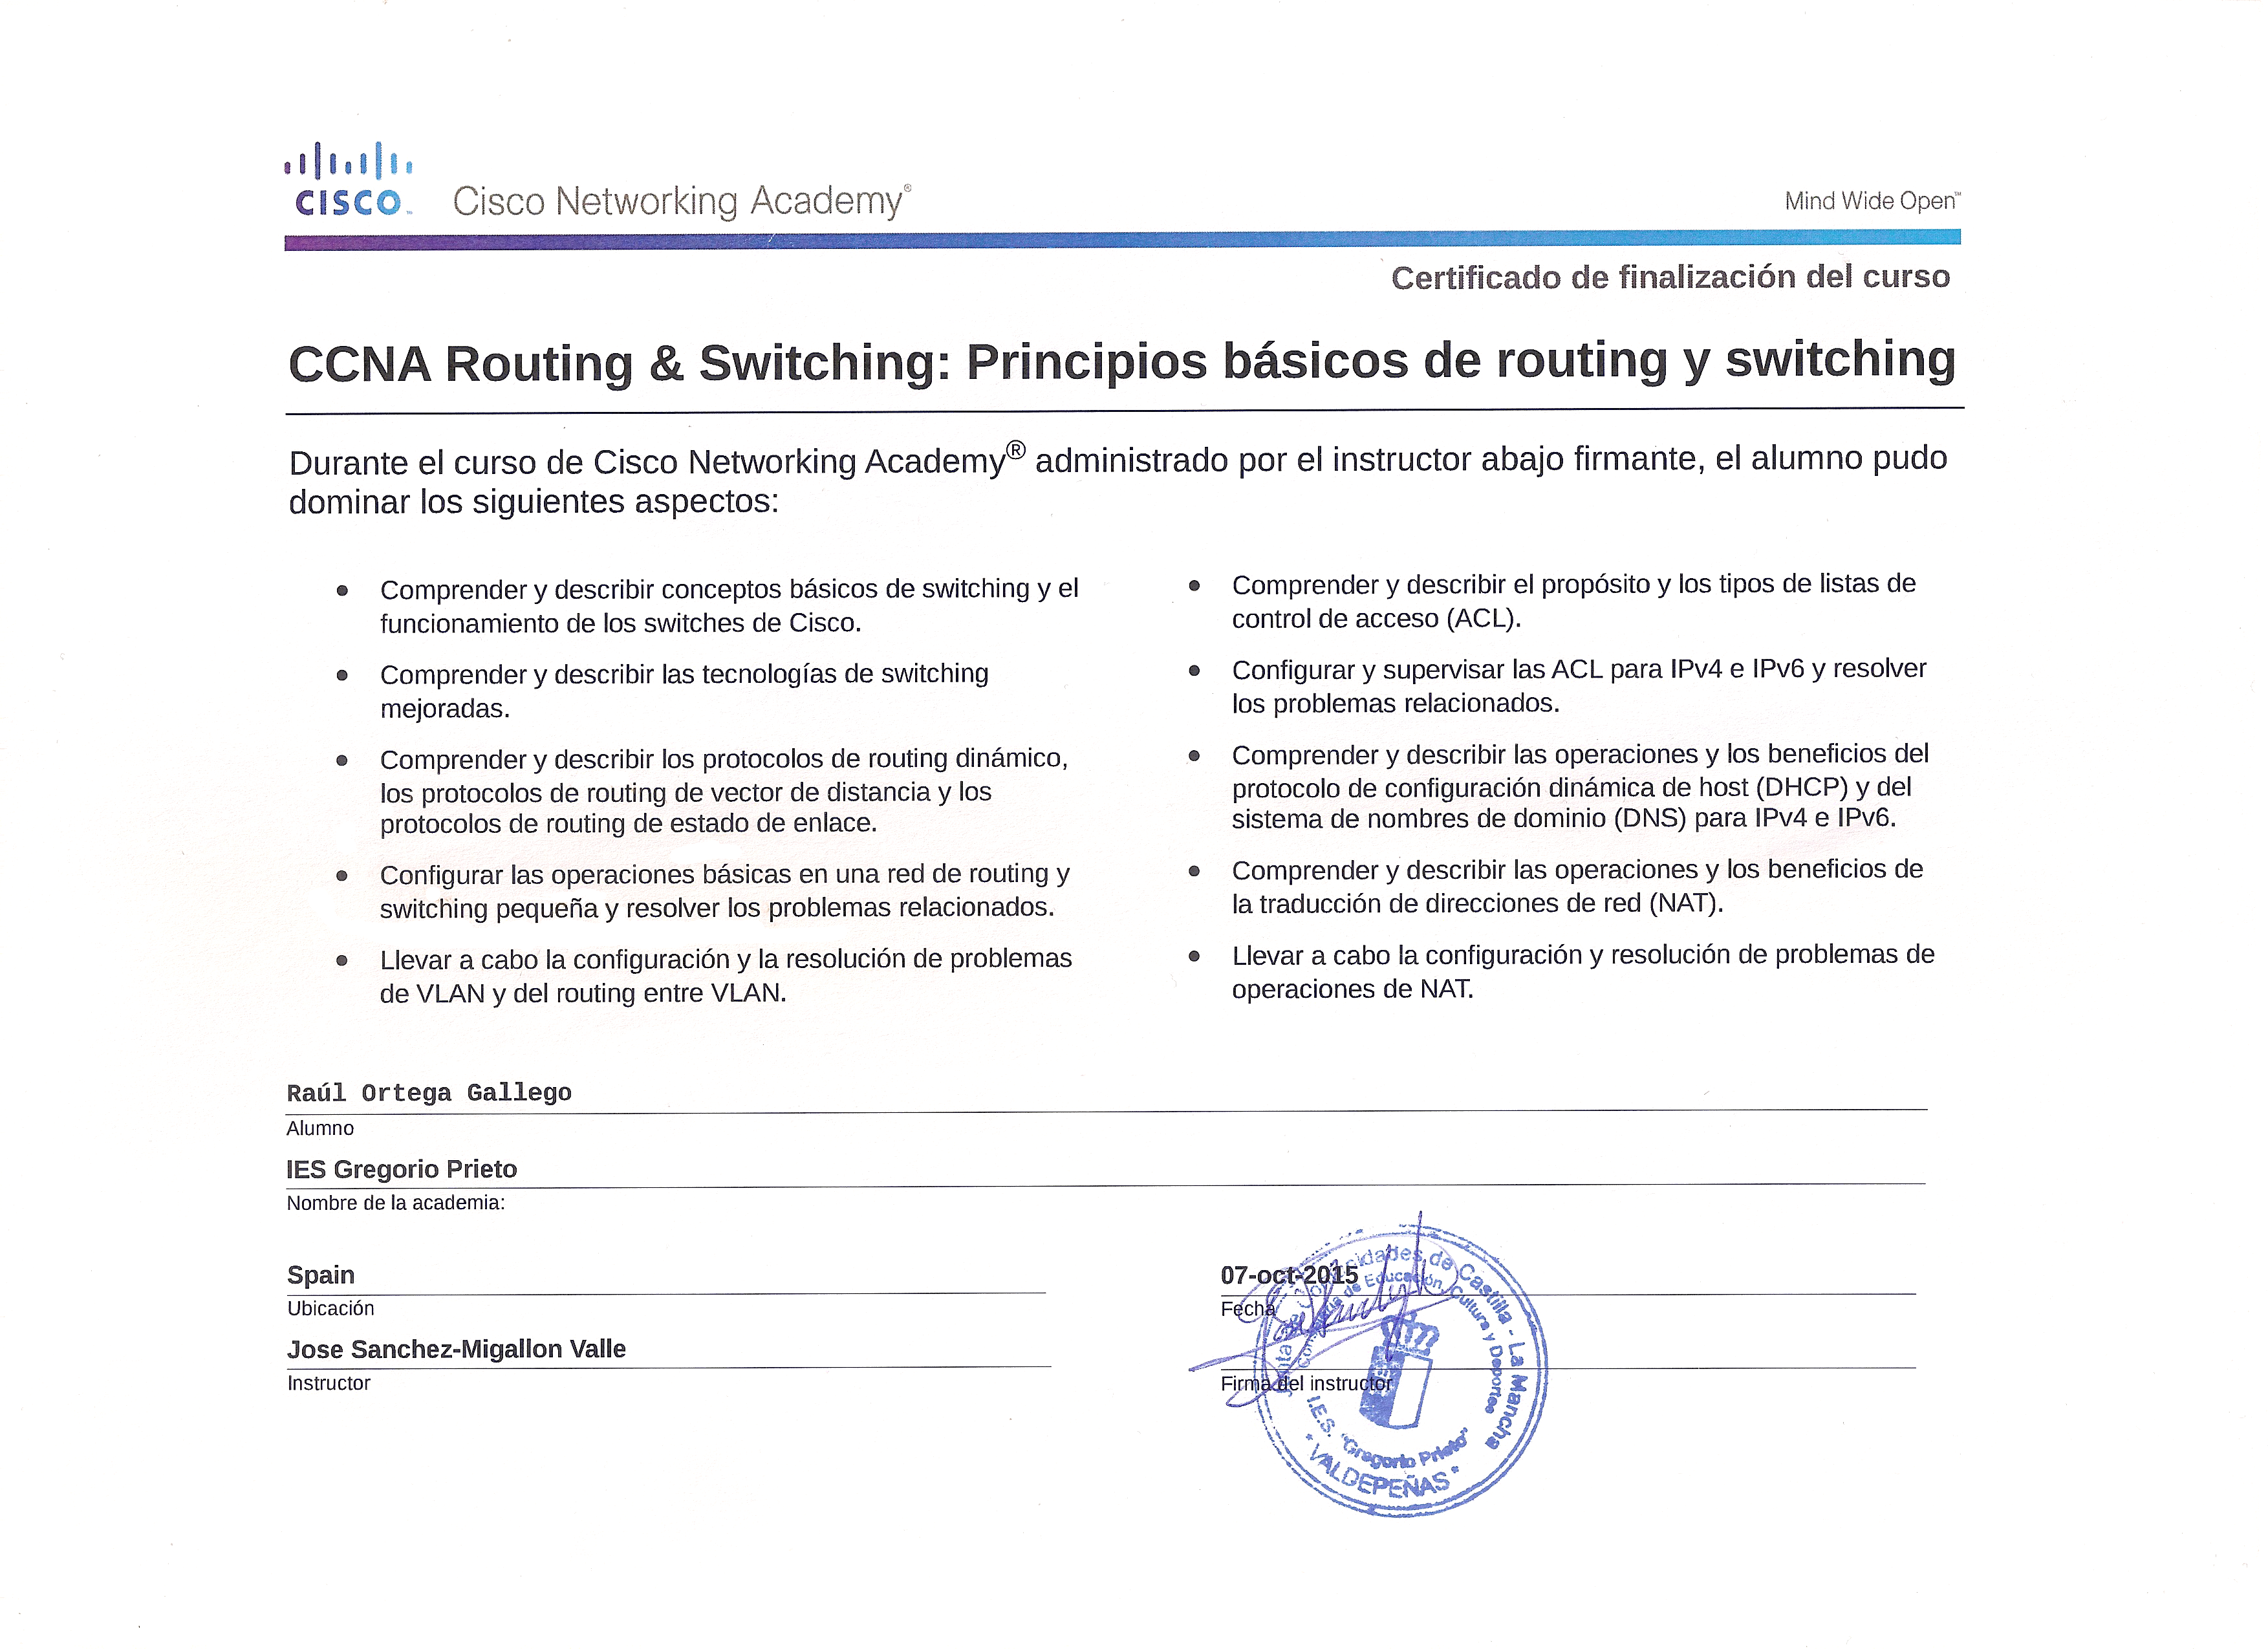 CISCO™ Cisco Networking Academy® Mind Wide Open™
Certificado de finalización del curso
CCNA Routing & Switching: Principios básicos de routing y switching
Durante el curso de Cisco Networking Academy® administrado por el instructor abajo firmante, el alumno pudo
dominar los siguientes aspectos:
• Comprender y describir conceptos básicos de switching y el
funcionamiento de los switches de Cisco.
• Comprender y describir las tecnologías de switching
mejoradas.
• Comprender y describir los protocolos de routing dinámico,
los protocolos de routing de vector de distancia y los
protocolos de routing de estado de enlace.
• Configurar las operaciones básicas en una red de routing y
switching pequeña y resolver los problemas relacionados.
• Llevar a cabo la configuración y la resolución de problemas
de VLAN y del routing entre VLAN.
• Comprender y describir el propósito y los tipos de listas de
control de acceso (ACL).
• Configurar y supervisar las ACL para IPv4 e IPv6 y resolver
los problemas relacionados.
• Comprender y describir las operaciones y los beneficios del
protocolo de configuración dinámica de host (DHCP) y del
sistema de nombres de dominio (DNS) para IPv4 e IPv6.
• Comprender y describir las operaciones y los beneficios de
la traducción de direcciones de red (NAT).
• Llevar a cabo la configuración y resolución de problemas de
operaciones de NAT.
Raúl Ortega Gallego
Alumno
IES Gregorio Prieto
Nombre de la academia:
Spain
Ubicación
Jose Sanchez-Migallon Valle
Instructor
07-oct-2015
Fecha
Firma del instructor
de Castilla - La Mancha
de Educación, Cultura y Deportes
I.E.S. "Gregorio Prieto"
* VALDEPEÑAS *